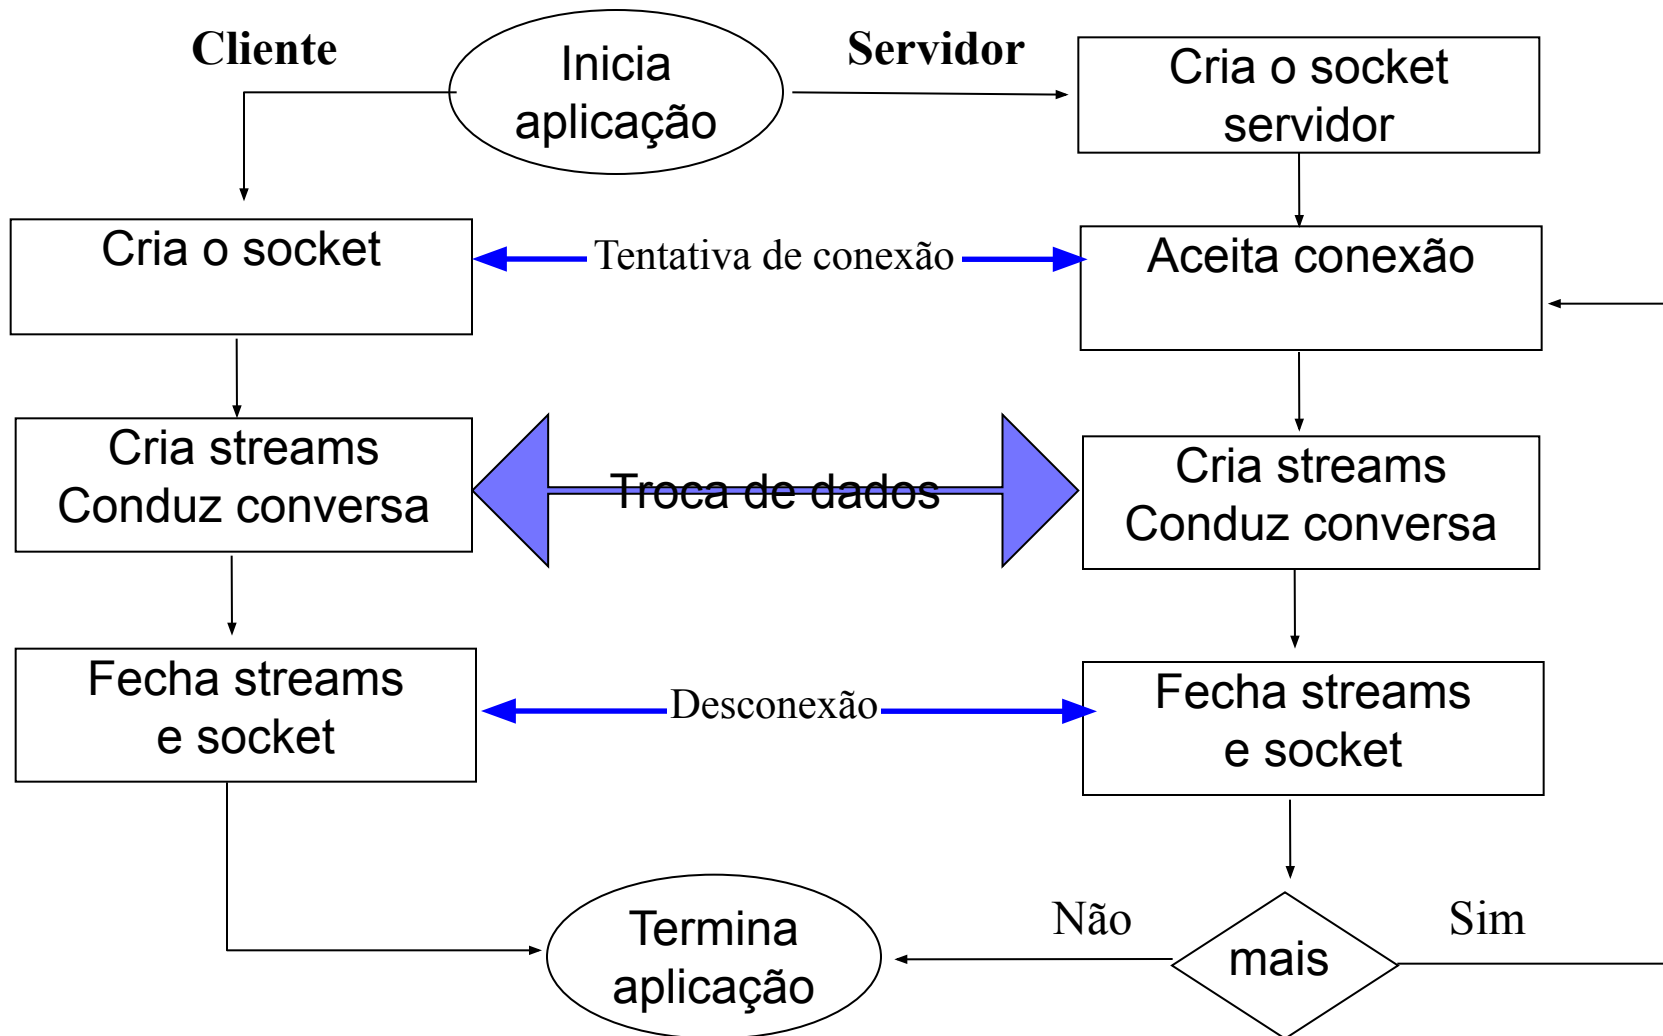 Cliente
Inicia
aplicação
Servidor
Cria o socket
servidor
Cria o socket
Tentativa de conexão
Aceita conexão
Cria streams
Conduz conversa
Troca de dados
Cria streams
Conduz conversa
Fecha streams
e socket
Desconexão
Fecha streams
e socket
Termina
aplicação
Não
mais
Sim